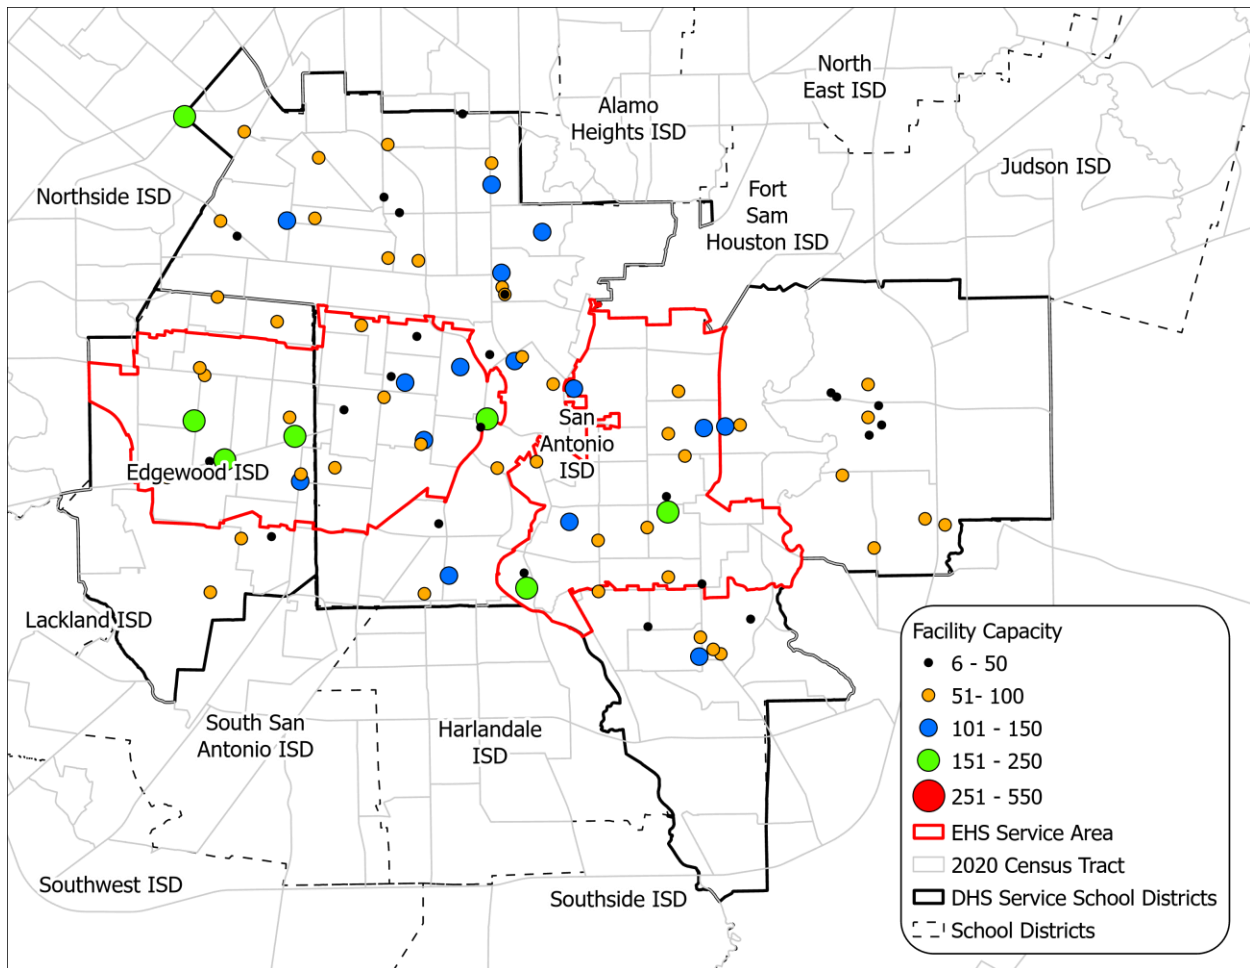 North
East ISD
Alamo
Heights ISD
Judson ISD
Northside ISD
Fort
Sam
Houston ISD
San
Antonio
ISD
Edgewood ISD
Lackland ISD
South San
Antonio ISD
Harlandale
ISD
Southwest ISD
Southside ISD
Facility Capacity
6 - 50
51- 100
101 - 150
151 - 250
251 - 550
EHS Service Area
2020 Census Tract
DHS Service School Districts
School Districts